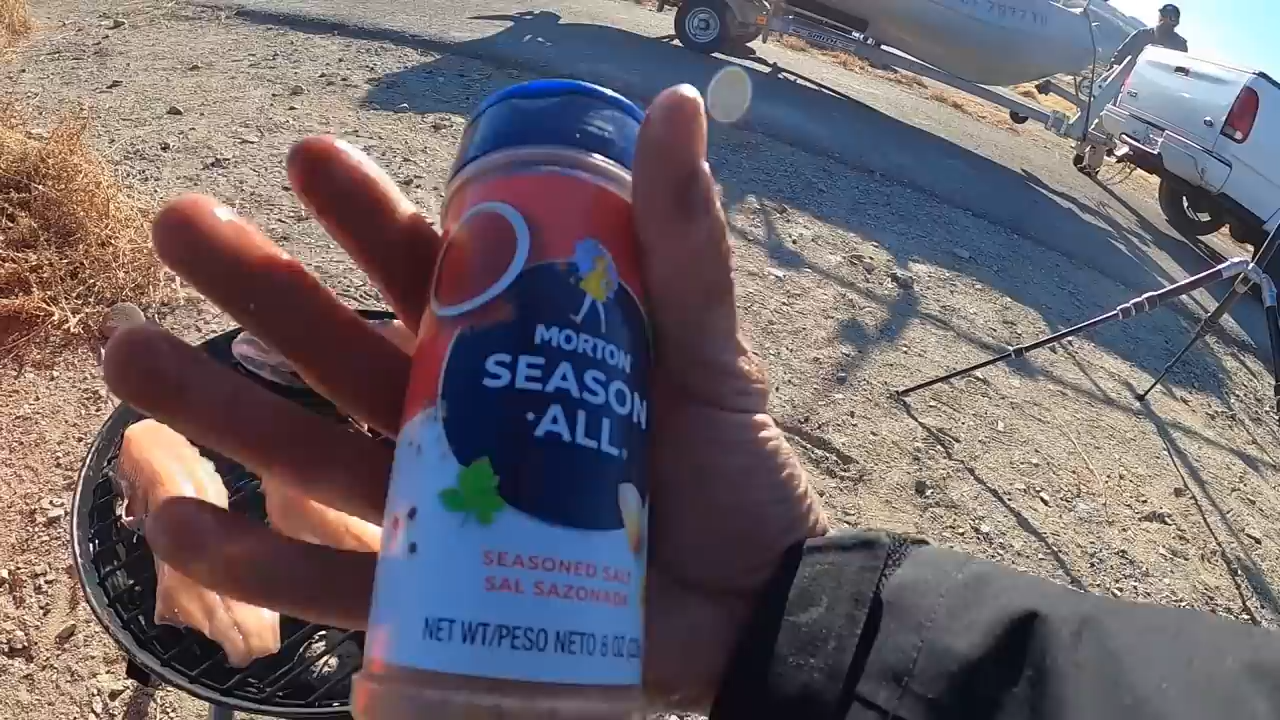 MORTON
SEASON
ALL.
SEASONED SALT
SAL SAZONADA
NET WT/PESO NETO 8 OZ